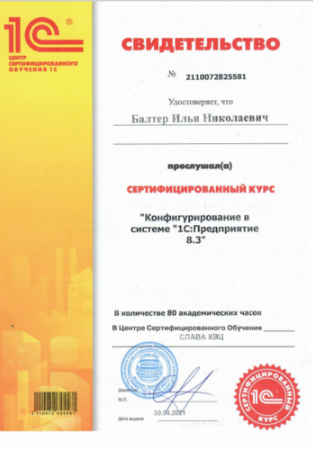 1С®
ЦЕНТР
СЕРТИФИЦИРОВАННОГО
ОБУЧЕНИЯ 1С
СВИДЕТЕЛЬСТВО
№ 2110072825581
Удостоверяет, что
Балтер Илья Николаевич
прослушал(а)
СЕРТИФИЦИРОВАННЫЙ КУРС
"Конфигурирование в
системе "1С:Предприятие
8.3"
В количестве 80 академических часов
В Центре Сертифицированного Обучения
СЛАВА КВЦ
Директор
М.П.
Дата выдачи 30.04.2021
СЕРТИФИЦИРОВАННЫЙ
1С
КУРС